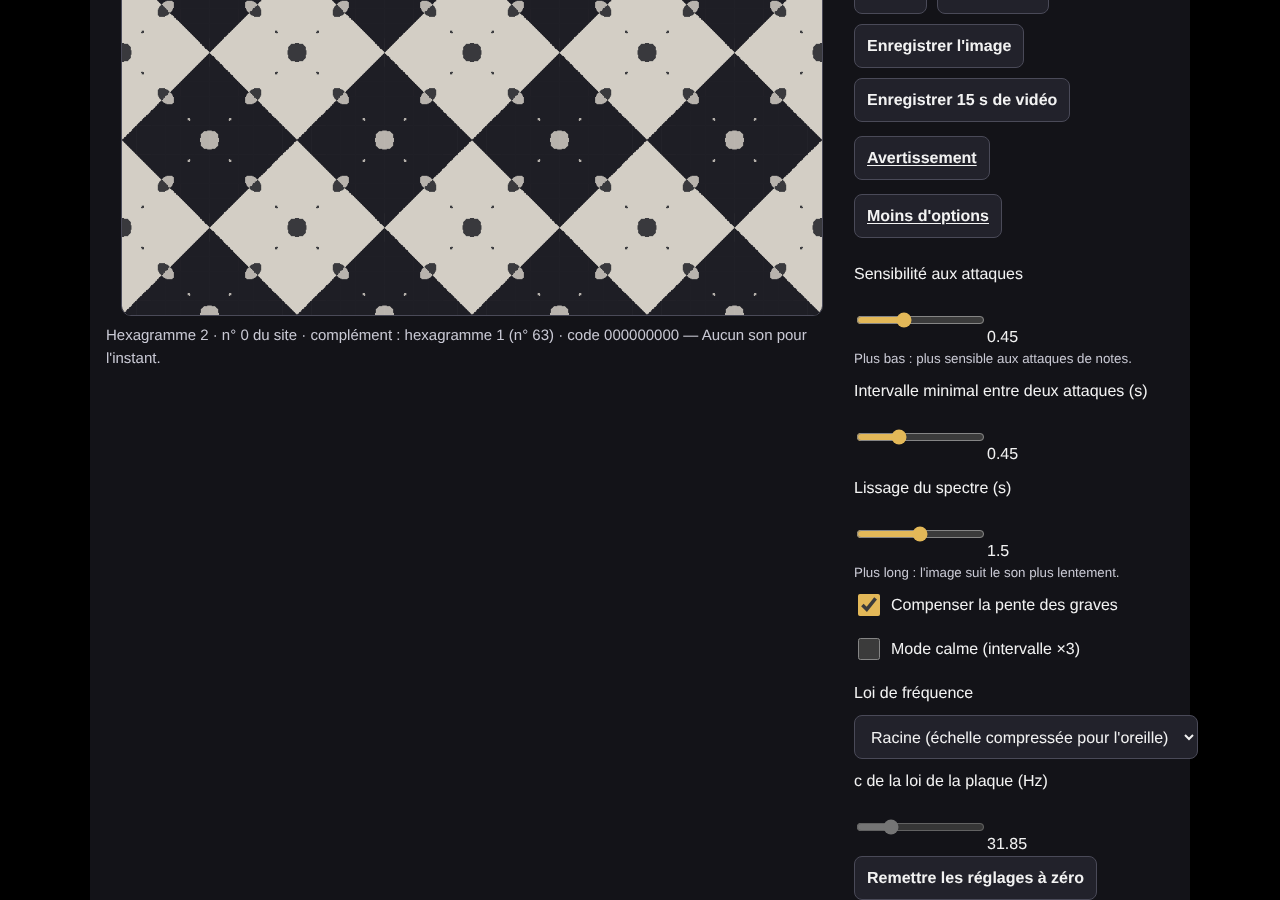 Enregistrer l'image
Enregistrer 15 s de vidéo
Avertissement
Moins d'options
Sensibilité aux attaques
0.45
Plus bas : plus sensible aux attaques de notes.
Intervalle minimal entre deux attaques (s)
0.45
Lissage du spectre (s)
1.5
Plus long : l'image suit le son plus lentement.
Compenser la pente des graves
Mode calme (intervalle ×3)
Loi de fréquence
Racine (échelle compressée pour l'oreille)
c de la loi de la plaque (Hz)
31.85
Remettre les réglages à zéro
Hexagramme 2 · n° 0 du site · complément : hexagramme 1 (n° 63) · code 000000000 — Aucun son pour
l'instant.